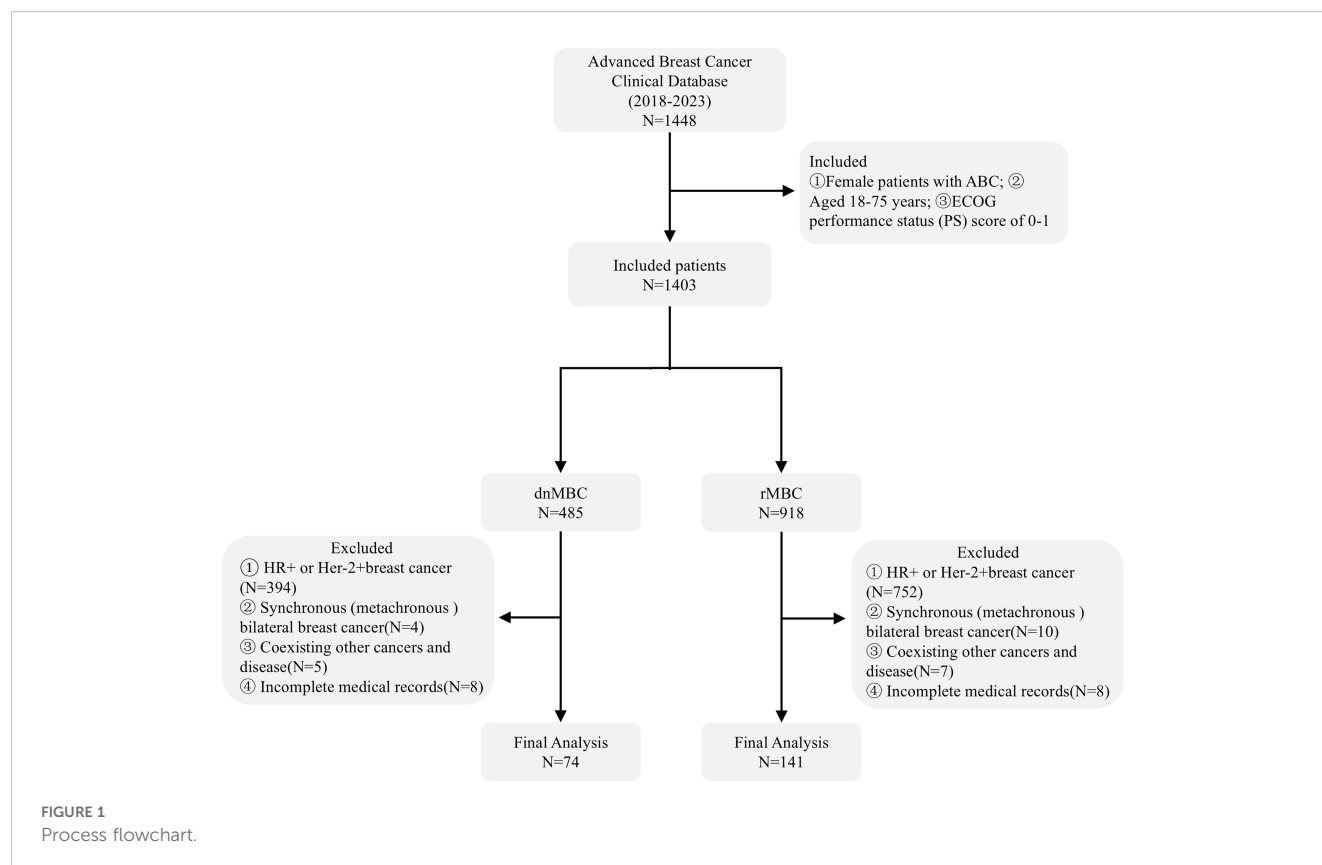 Advanced Breast Cancer
Clinical Database
(2018-2023)
N=1448
Included
①Female patients with ABC; ②
Aged 18-75 years; ③ECOG
performance status (PS) score of 0-1
Included patients
N=1403
dnMBC
N=485
rMBC
N=918
Excluded
① HR+ or Her-2+breast cancer
(N=394)
② Synchronous (metachronous )
bilateral breast cancer(N=4)
③ Coexisting other cancers and
disease(N=5)
④ Incomplete medical records(N=8)
Excluded
① HR+ or Her-2+breast cancer
(N=752)
② Synchronous (metachronous )
bilateral breast cancer(N=10)
③ Coexisting other cancers and
disease(N=7)
④ Incomplete medical records(N=8)
Final Analysis
N=74
Final Analysis
N=141
FIGURE 1
Process flowchart.